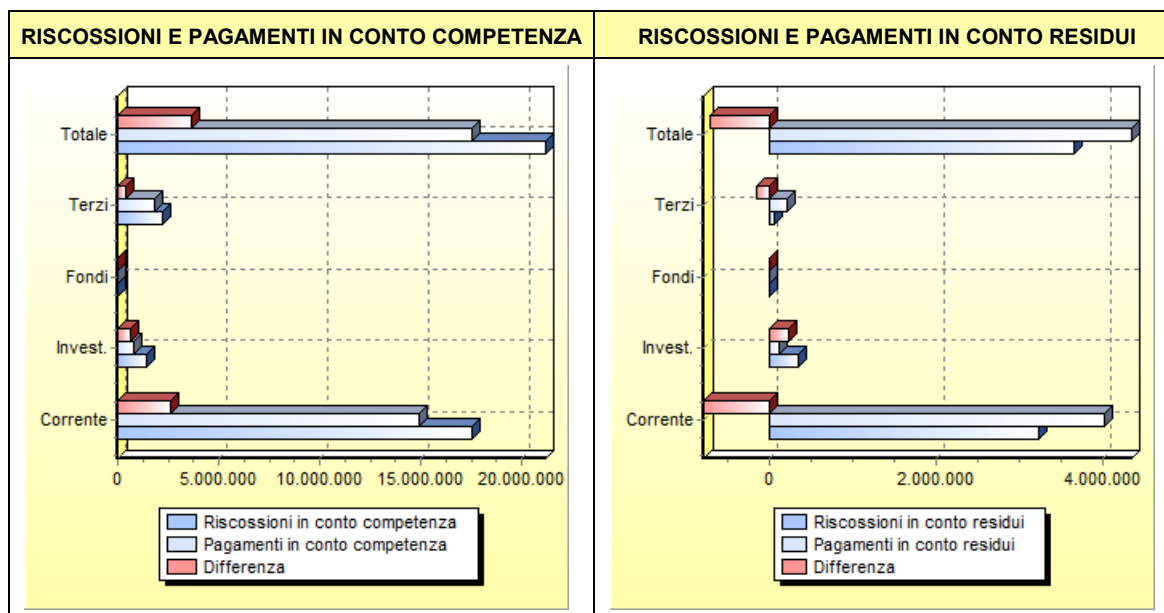 RISCOSSIONI E PAGAMENTI IN CONTO COMPETENZA
Totale
Terzi
Fondi
Invest.
Corrente
0 5.000.000 10.000.000 15.000.000 20.000.000
Riscossioni in conto competenza
Pagamenti in conto competenza
Differenza
RISCOSSIONI E PAGAMENTI IN CONTO RESIDUI
Totale
Terzi
Fondi
Invest.
Corrente
0 2.000.000 4.000.000
Riscossioni in conto residui
Pagamenti in conto residui
Differenza